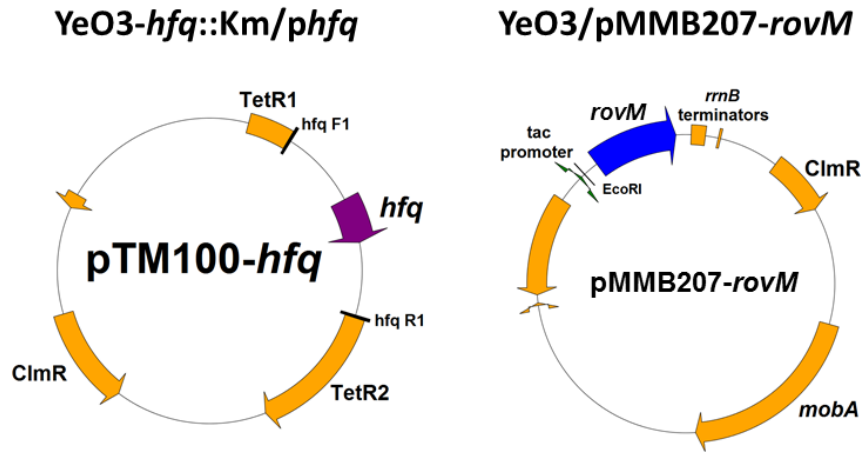 YeO3-hfq::Km/phfq
TetR1
hfq F1
hfq
pTM100-hfq
hfq R1
ClmR
TetR2
YeO3/pMMB207-rovM
rovM
rrnB
terminators
tac
promoter
EcoRI
ClmR
pMMB207-rovM
mobA